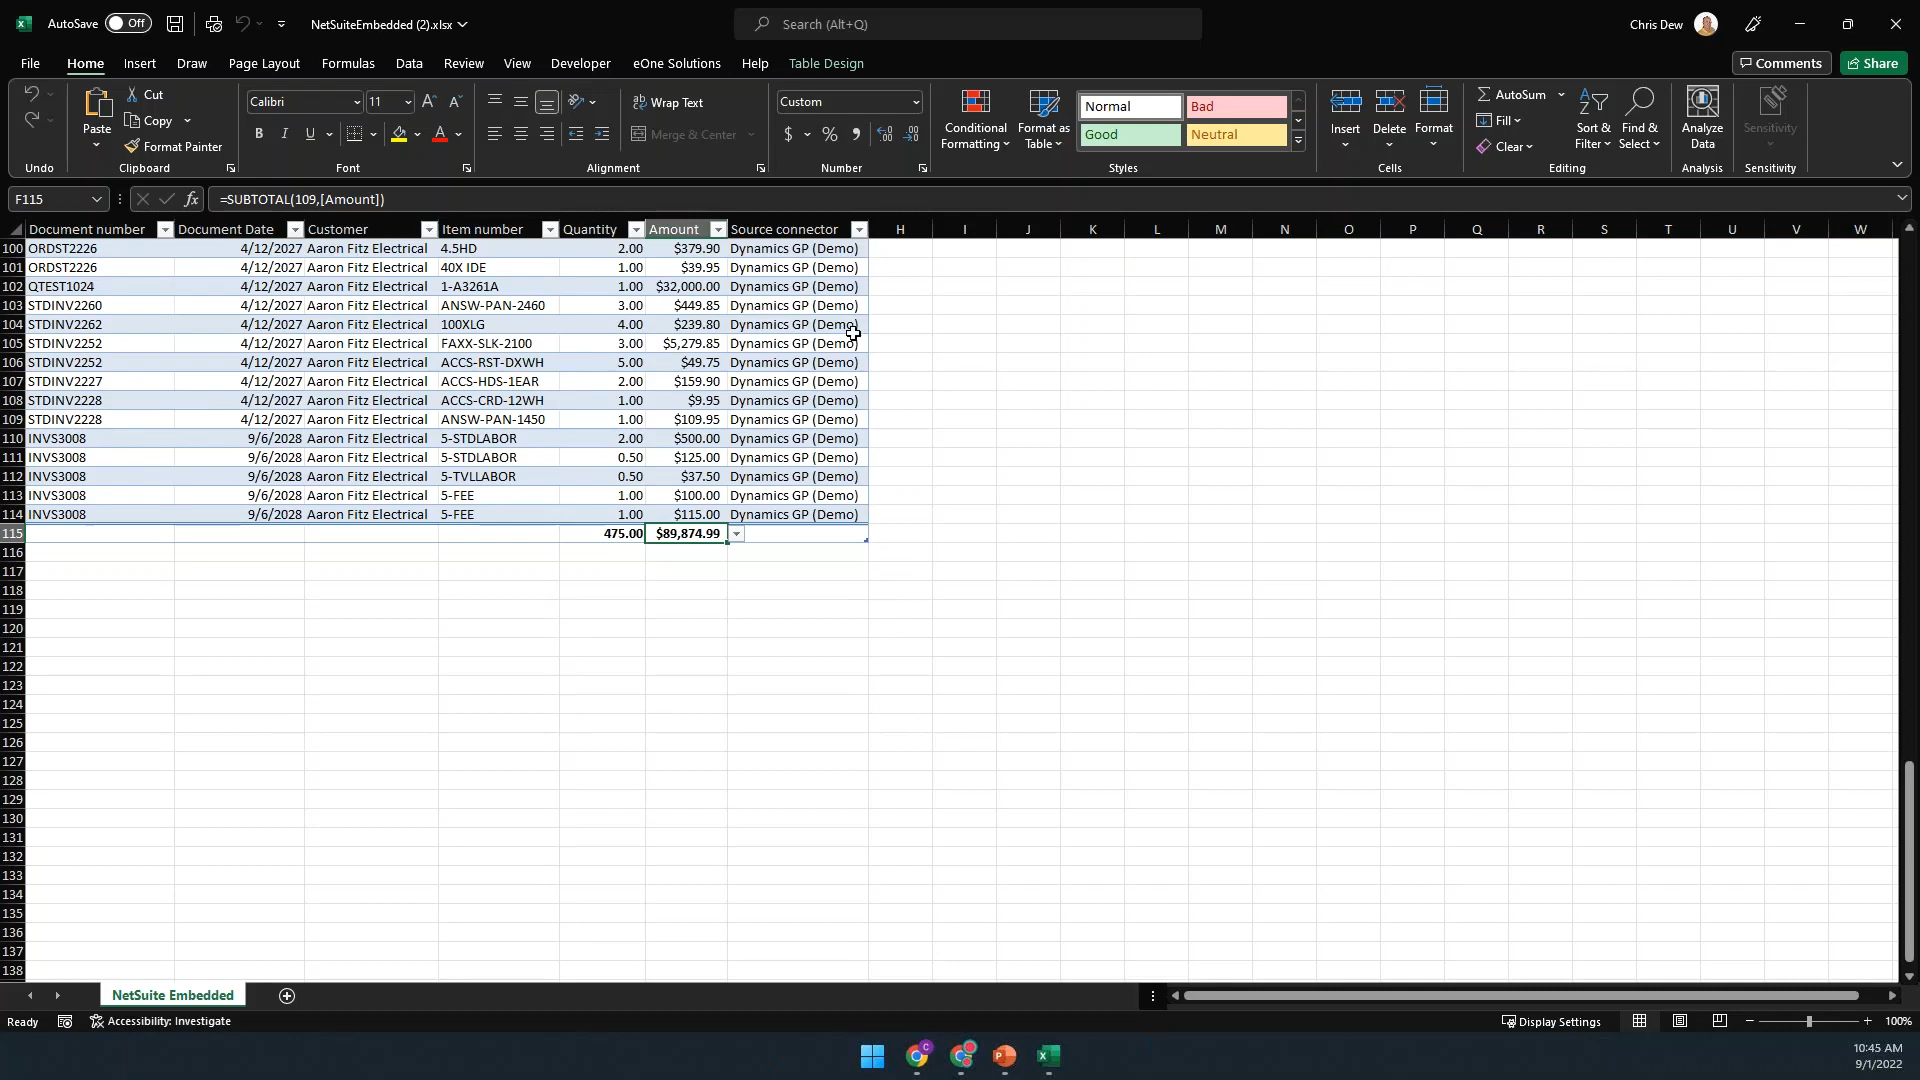 AutoSave Off NetSuiteEmbedded (2).xlsx Search (Alt+Q) Chris Dew
File Home Insert Draw Page Layout Formulas Data Review View Developer eOne Solutions Help Table Design Comments Share
Paste Cut Copy Format Painter Calibri 11 B I U A Wrap Text Merge & Center Custom $ % Conditional Formatting Format as Table Normal Bad Good Neutral Insert Delete Format AutoSum Fill Clear Sort & Filter Find & Select Analyze Data Sensitivity
Undo Clipboard Font Alignment Number Styles Cells Editing Analysis Sensitivity
F115 fx =SUBTOTAL(109,[Amount])
Document number Document Date Customer Item number Quantity Amount Source connector H I J K L M N O P Q R S T U V W
100 ORDST2226 4/12/2027 Aaron Fitz Electrical 4.5HD 2.00 $379.90 Dynamics GP (Demo)
101 ORDST2226 4/12/2027 Aaron Fitz Electrical 40X IDE 1.00 $39.95 Dynamics GP (Demo)
102 QTEST1024 4/12/2027 Aaron Fitz Electrical 1-A3261A 1.00 $32,000.00 Dynamics GP (Demo)
103 STDINV2260 4/12/2027 Aaron Fitz Electrical ANSW-PAN-2460 3.00 $449.85 Dynamics GP (Demo)
104 STDINV2262 4/12/2027 Aaron Fitz Electrical 100XLG 4.00 $239.80 Dynamics GP (Demo)
105 STDINV2252 4/12/2027 Aaron Fitz Electrical FAXX-SLK-2100 3.00 $5,279.85 Dynamics GP (Demo)
106 STDINV2252 4/12/2027 Aaron Fitz Electrical ACCS-RST-DXWH 5.00 $49.75 Dynamics GP (Demo)
107 STDINV2227 4/12/2027 Aaron Fitz Electrical ACCS-HDS-1EAR 2.00 $159.90 Dynamics GP (Demo)
108 STDINV2228 4/12/2027 Aaron Fitz Electrical ACCS-CRD-12WH 1.00 $9.95 Dynamics GP (Demo)
109 STDINV2228 4/12/2027 Aaron Fitz Electrical ANSW-PAN-1450 1.00 $109.95 Dynamics GP (Demo)
110 INVS3008 9/6/2028 Aaron Fitz Electrical 5-STDLABOR 2.00 $500.00 Dynamics GP (Demo)
111 INVS3008 9/6/2028 Aaron Fitz Electrical 5-STDLABOR 0.50 $125.00 Dynamics GP (Demo)
112 INVS3008 9/6/2028 Aaron Fitz Electrical 5-TVLLABOR 0.50 $37.50 Dynamics GP (Demo)
113 INVS3008 9/6/2028 Aaron Fitz Electrical 5-FEE 1.00 $100.00 Dynamics GP (Demo)
114 INVS3008 9/6/2028 Aaron Fitz Electrical 5-FEE 1.00 $115.00 Dynamics GP (Demo)
115 475.00 $89,874.99
116
117
118
119
120
121
122
123
124
125
126
127
128
129
130
131
132
133
134
135
136
137
138
NetSuite Embedded
Ready Accessibility: Investigate Display Settings 100%
10:45 AM
9/1/2022